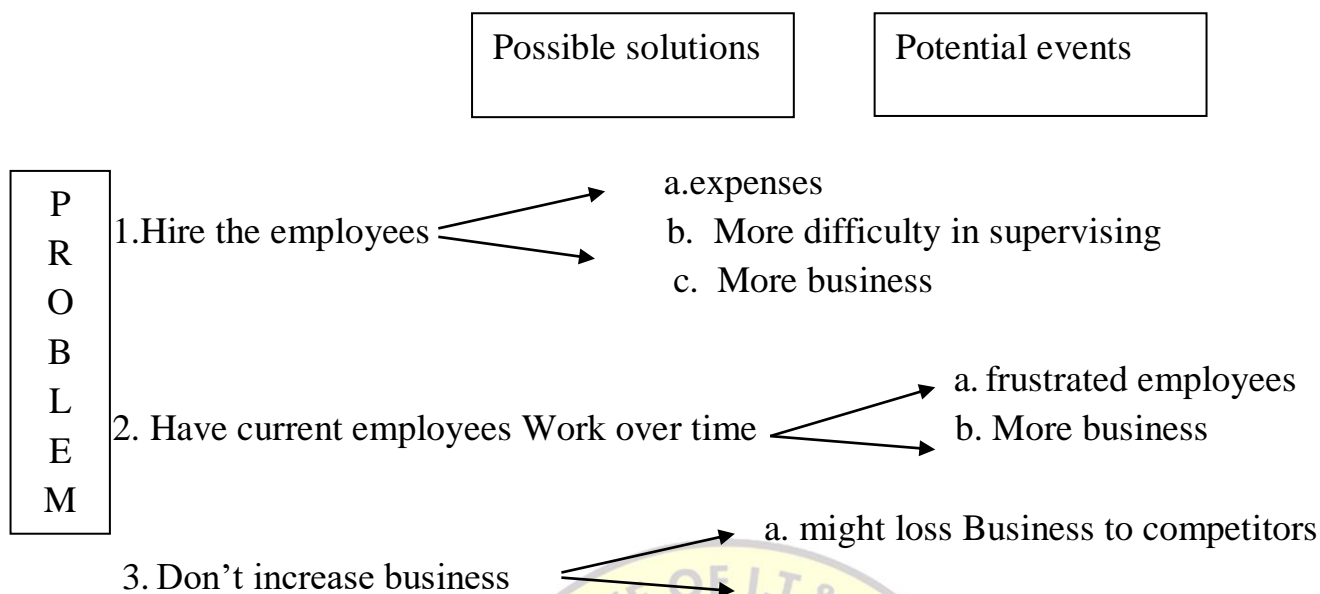 Possible solutions
Potential events
P
R
O
B
L
E
M
1.Hire the employees
a.expenses
b. More difficulty in supervising
c. More business
2. Have current employees Work over time
a. frustrated employees
b. More business
3. Don’t increase business
a. might loss Business to competitors
OF I.T &